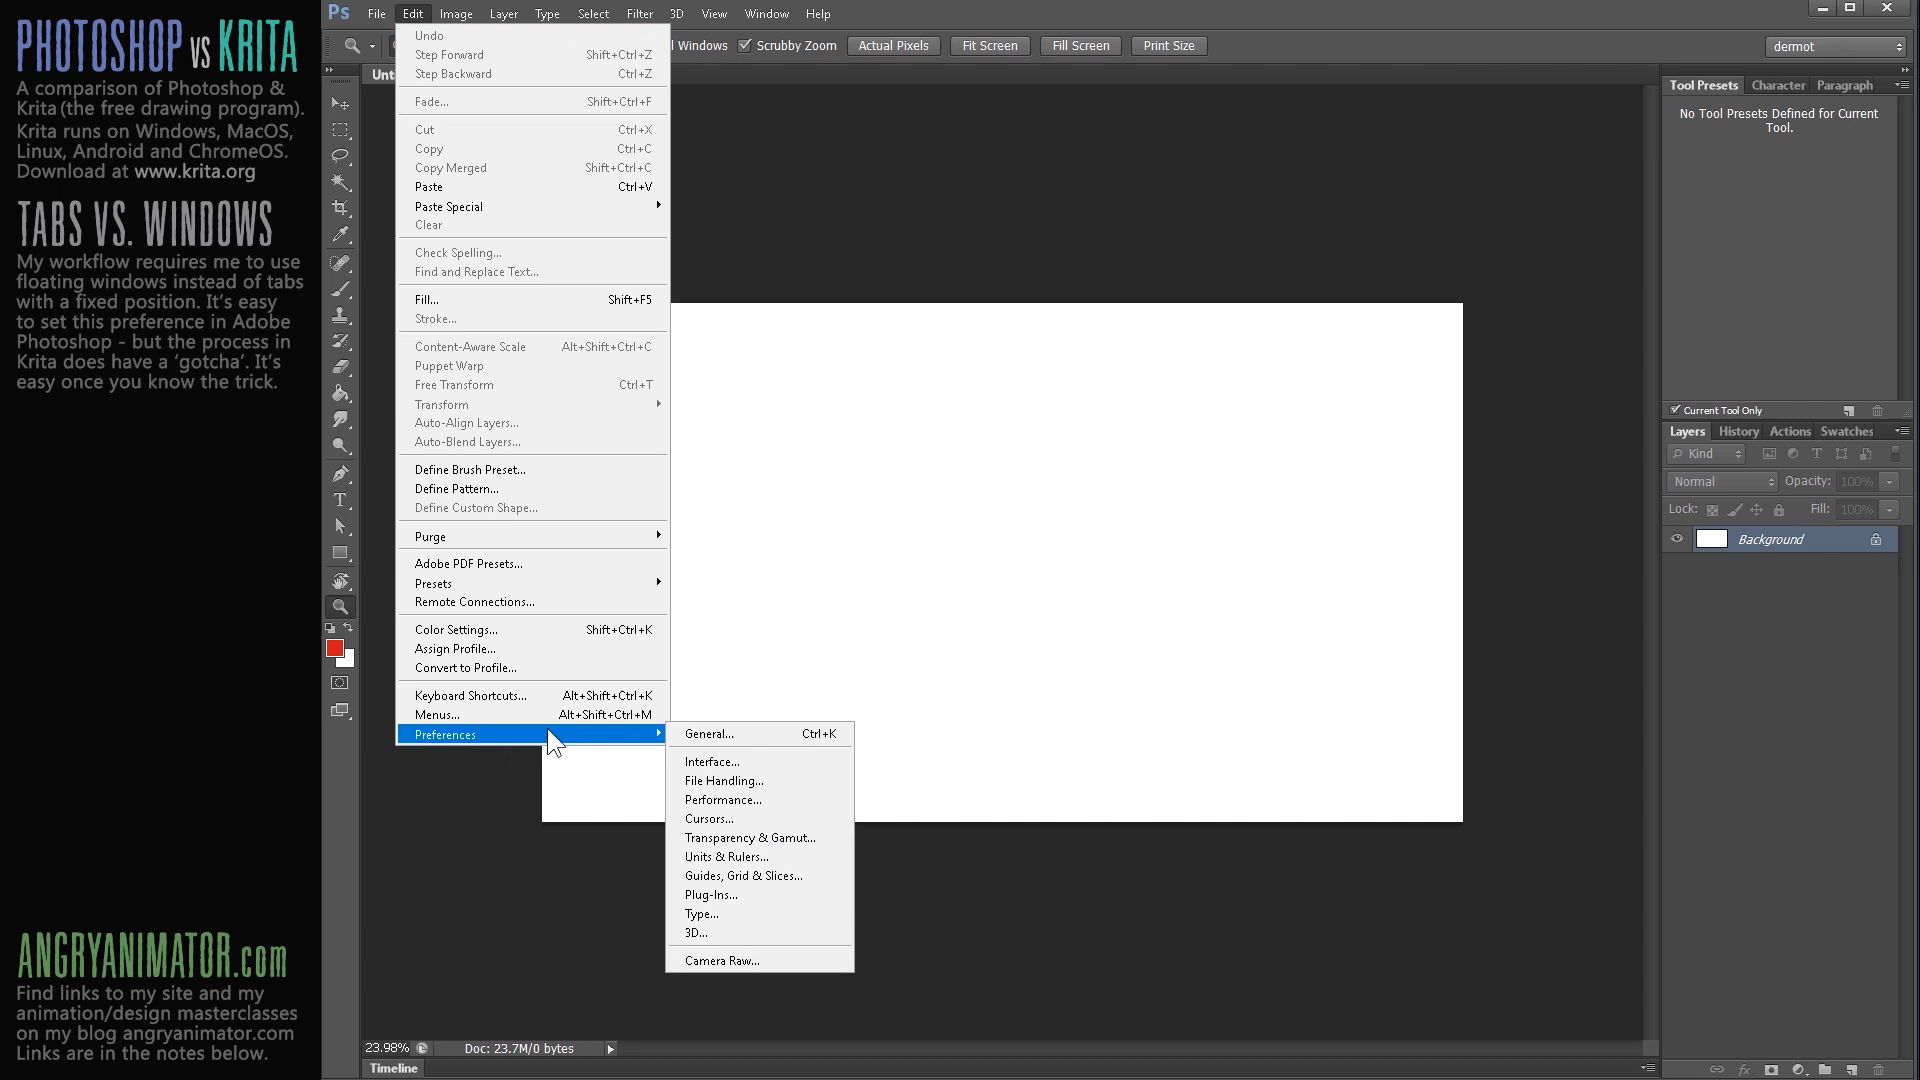 PHOTOSHOP VS KRITA
A comparison of Photoshop &
Krita (the free drawing program).
Krita runs on Windows, MacOS,
Linux, Android and ChromeOS.
Download at www.krita.org
TABS VS. WINDOWS
My workflow requires me to use
floating windows instead of tabs
with a fixed position. It's easy
to set this preference in Adobe
Photoshop - but the process in
Krita does have a 'gotcha'. It's
easy once you know the trick.
ANGRYANIMATOR.com
Find links to my site and my
animation/design masterclasses
on my blog angryanimator.com
Links are in the notes below.
Ps File Edit Image Layer Type Select Filter 3D View Window Help
Windows Scrubby Zoom Actual Pixels Fit Screen Fill Screen Print Size dermot
Unt
Undo
Step Forward Shift+Ctrl+Z
Step Backward Ctrl+Z
Fade... Shift+Ctrl+F
Cut Ctrl+X
Copy Ctrl+C
Copy Merged Shift+Ctrl+C
Paste Ctrl+V
Paste Special
Clear
Check Spelling...
Find and Replace Text...
Fill... Shift+F5
Stroke...
Content-Aware Scale Alt+Shift+Ctrl+C
Puppet Warp
Free Transform Ctrl+T
Transform
Auto-Align Layers...
Auto-Blend Layers...
Define Brush Preset...
Define Pattern...
Define Custom Shape...
Purge
Adobe PDF Presets...
Presets
Remote Connections...
Color Settings... Shift+Ctrl+K
Assign Profile...
Convert to Profile...
Keyboard Shortcuts... Alt+Shift+Ctrl+K
Menus... Alt+Shift+Ctrl+M
Preferences
General... Ctrl+K
Interface...
File Handling...
Performance...
Cursors...
Transparency & Gamut...
Units & Rulers...
Guides, Grid & Slices...
Plug-Ins...
Type...
3D...
Camera Raw...
Tool Presets Character Paragraph
No Tool Presets Defined for Current
Tool.
Current Tool Only
Layers History Actions Swatches
Kind
Normal Opacity: 100%
Lock: Fill: 100%
Background
23.98% Doc: 23.7M/0 bytes
Timeline